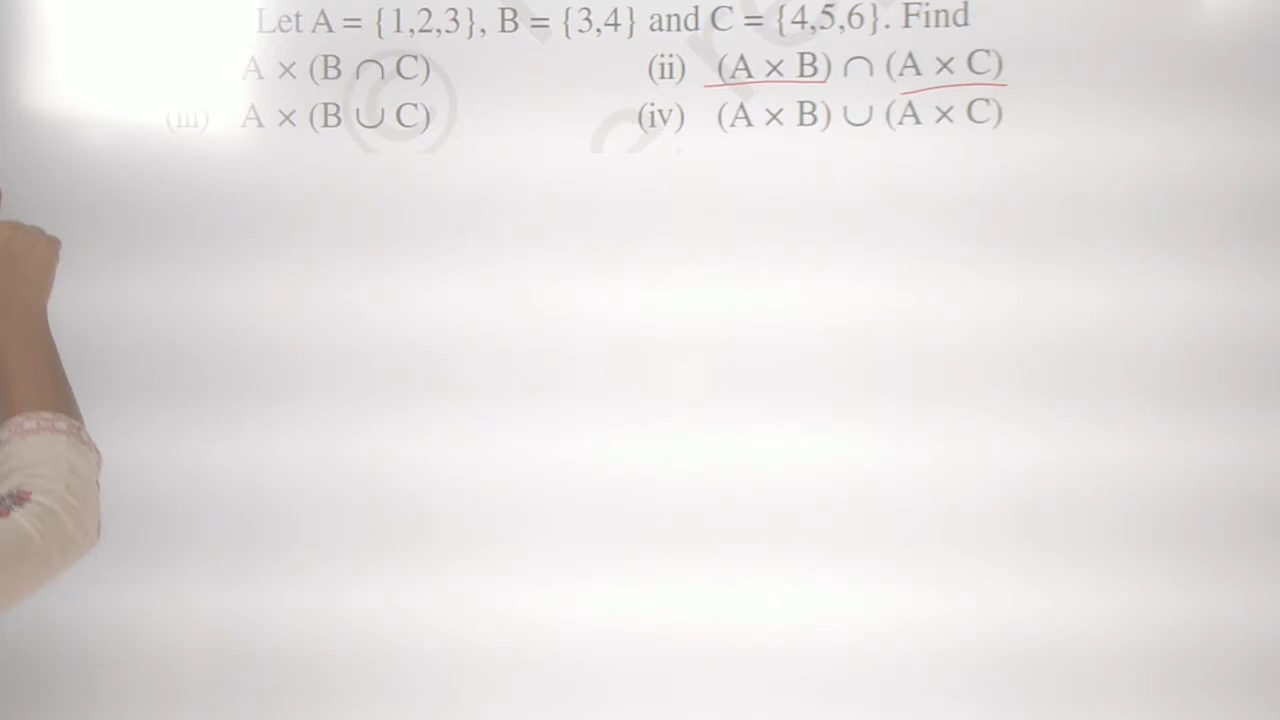 Let A = {1,2,3}, B = {3,4} and C = {4,5,6}. Find
A × (B ∩ C) (ii) (A × B) ∩ (A × C)
(iii) A × (B ∪ C) (iv) (A × B) ∪ (A × C)